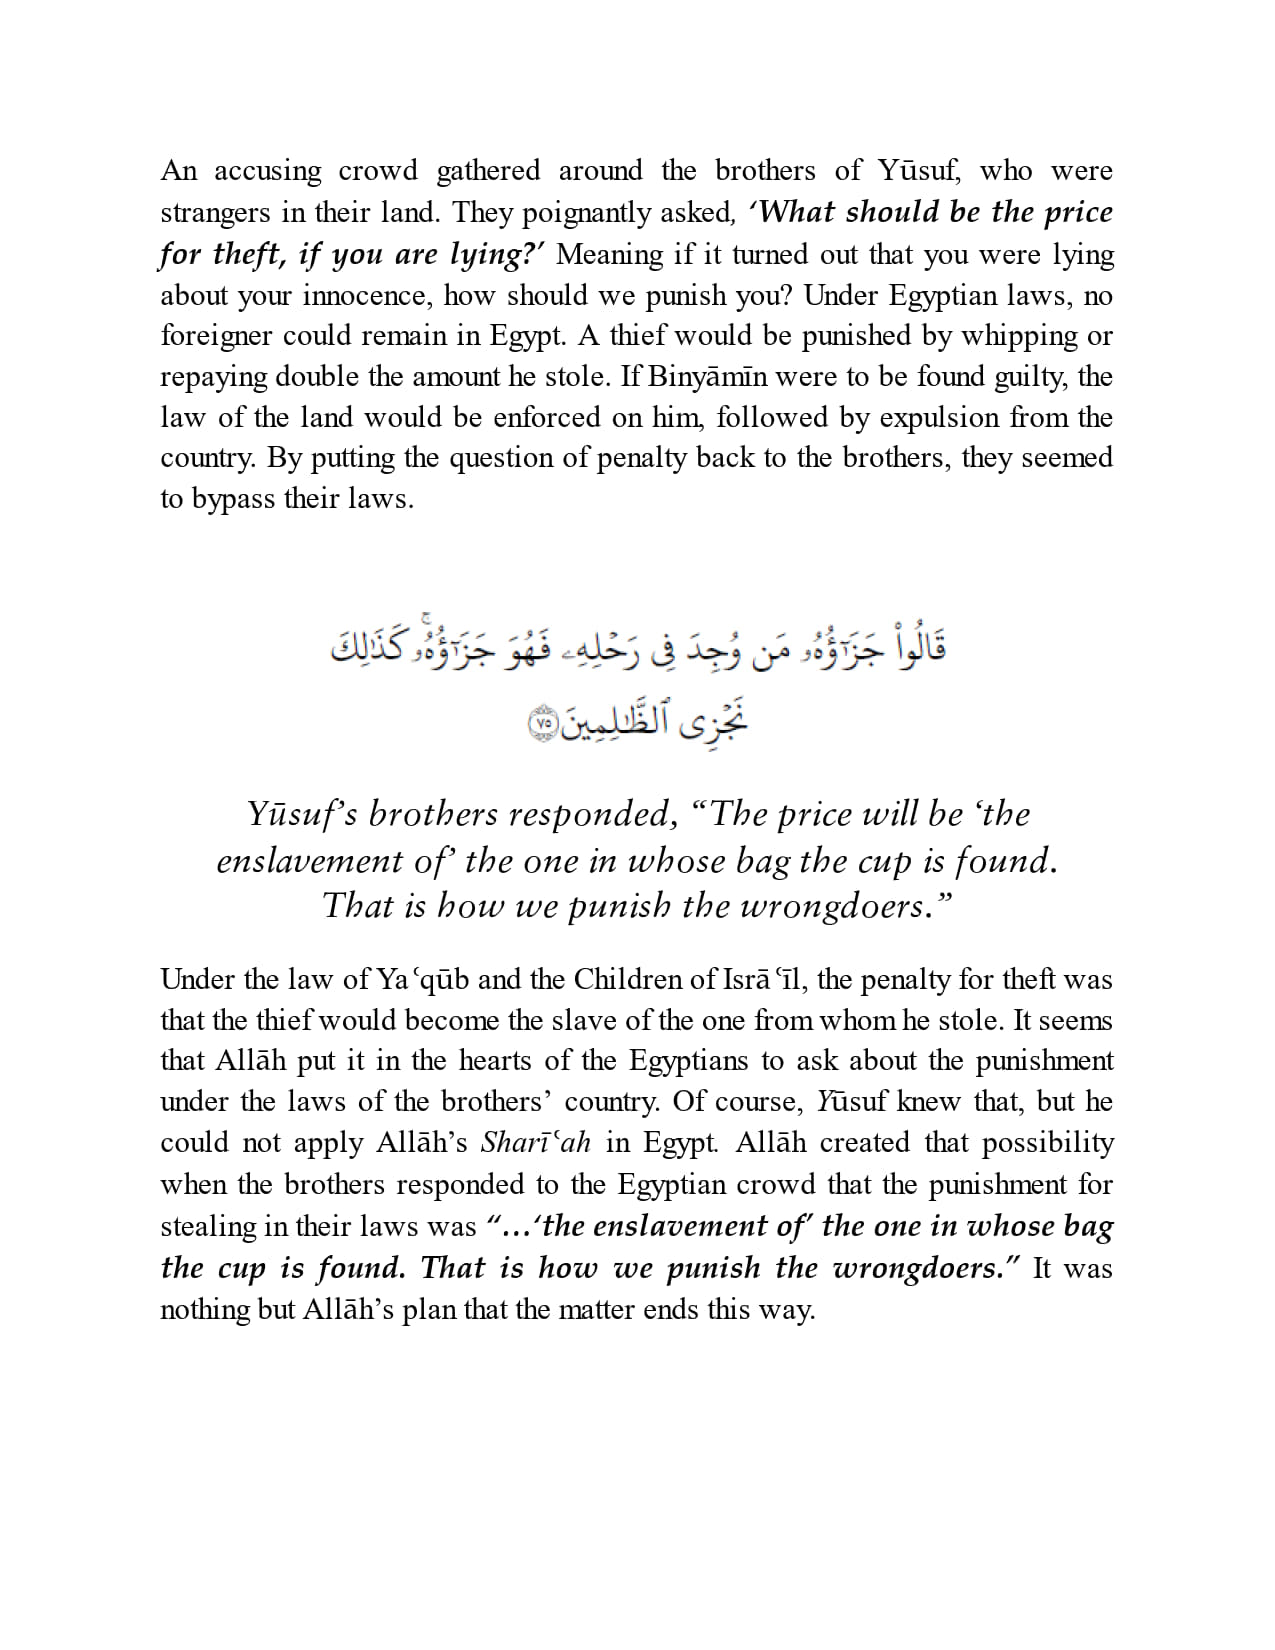 An accusing crowd gathered around the brothers of Yūsuf, who were
strangers in their land. They poignantly asked, ‘What should be the price
for theft, if you are lying?’ Meaning if it turned out that you were lying
about your innocence, how should we punish you? Under Egyptian laws, no
foreigner could remain in Egypt. A thief would be punished by whipping or
repaying double the amount he stole. If Binyāmīn were to be found guilty, the
law of the land would be enforced on him, followed by expulsion from the
country. By putting the question of penalty back to the brothers, they seemed
to bypass their laws.
قَالُوا۟ جَزَٰٓؤُهُۥ مَن وُجِدَ فِى رَحْلِهِۦ فَهُوَ جَزَٰٓؤُهُۥ ۚ كَذَٰلِكَ
نَجْزِى ٱلظَّـٰلِمِينَ ٧٥
Yūsuf’s brothers responded, “The price will be ‘the
enslavement of’ the one in whose bag the cup is found.
That is how we punish the wrongdoers.”
Under the law of Yaʿqūb and the Children of Isrāʿīl, the penalty for theft was
that the thief would become the slave of the one from whom he stole. It seems
that Allāh put it in the hearts of the Egyptians to ask about the punishment
under the laws of the brothers’ country. Of course, Yūsuf knew that, but he
could not apply Allāh’s Sharīʿah in Egypt. Allāh created that possibility
when the brothers responded to the Egyptian crowd that the punishment for
stealing in their laws was “…‘the enslavement of’ the one in whose bag
the cup is found. That is how we punish the wrongdoers.” It was
nothing but Allāh’s plan that the matter ends this way.